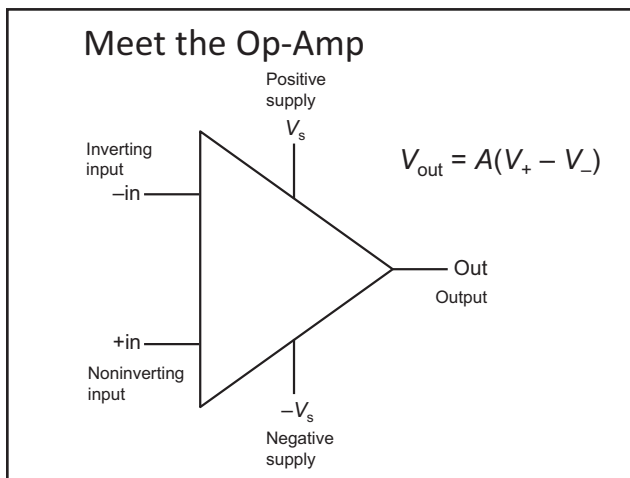 Meet the Op-Amp
Positive
supply
Vs
Inverting
input
–in
Vout = A(V+ – V–)
Out
Output
+in
Noninverting
input
–Vs
Negative
supply